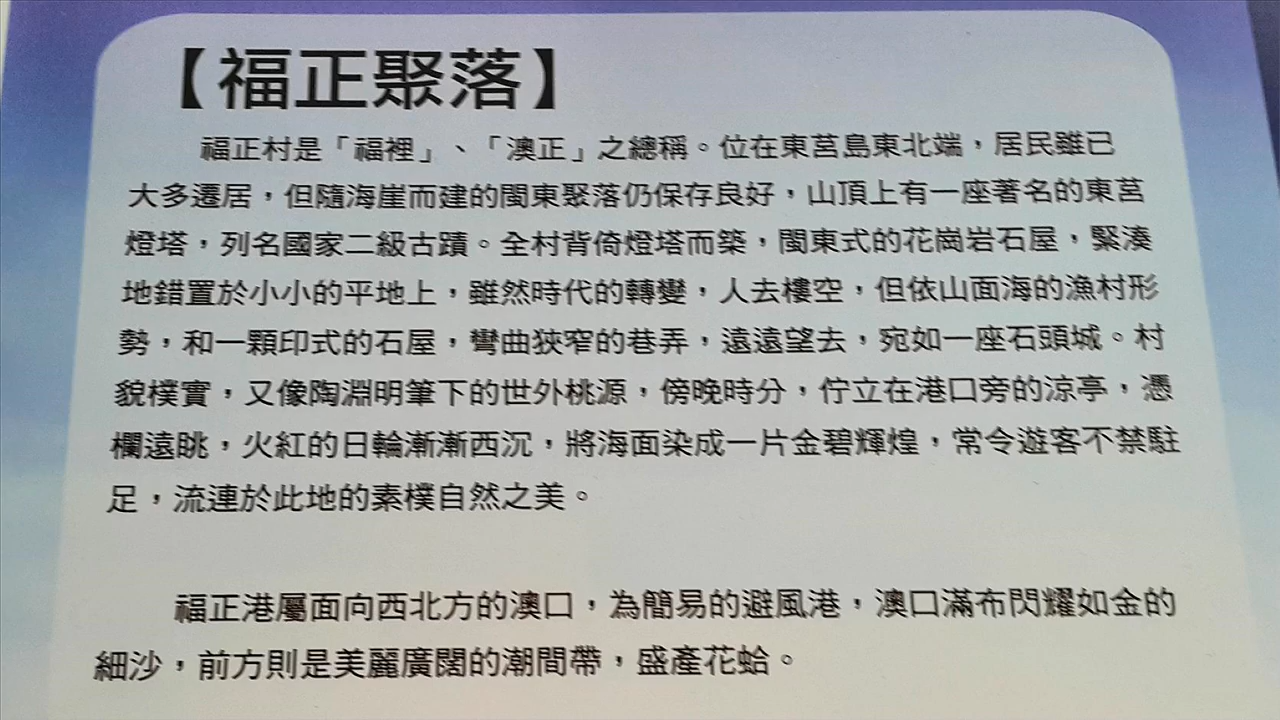 【福正聚落】
福正村是「福裡」、「澳正」之總稱。位在東莒島東北端，居民雖已
大多遷居，但隨海崖而建的閩東聚落仍保存良好，山頂上有一座著名的東莒
燈塔，列名國家二級古蹟。全村背倚燈塔而築，閩東式的花崗岩石屋，緊湊
地錯置於小小的平地上，雖然時代的轉變，人去樓空，但依山面海的漁村形
勢，和一顆印式的石屋，彎曲狹窄的巷弄，遠遠望去，宛如一座石頭城。村
貌樸實，又像陶淵明筆下的世外桃源，傍晚時分，佇立在港口旁的涼亭，憑
欄遠眺，火紅的日輪漸漸西沉，將海面染成一片金碧輝煌，常令遊客不禁駐
足，流連於此地的素樸自然之美。
福正港屬面向西北方的澳口，為簡易的避風港，澳口滿布閃耀如金的
細沙，前方則是美麗廣闊的潮間帶，盛產花蛤。